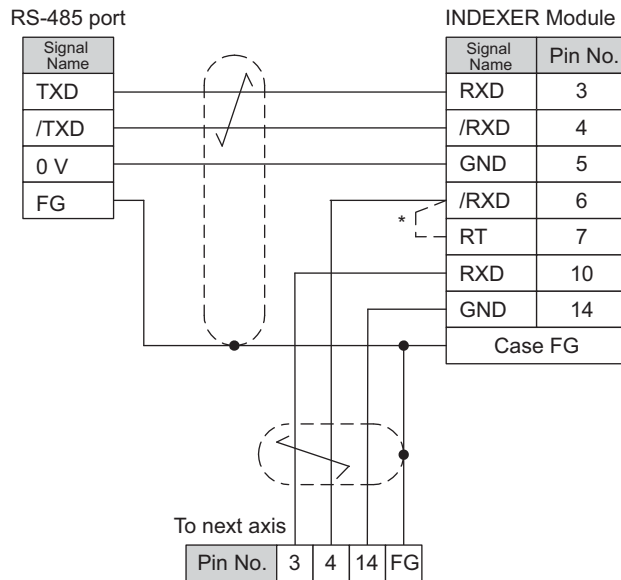 RS-485 port
INDEXER Module
Signal Name
TXD
/TXD
0 V
FG
Signal Name Pin No.
RXD 3
/RXD 4
GND 5
/RXD 6
RT 7
RXD 10
GND 14
Case FG
*
To next axis
Pin No. 3 4 14 FG